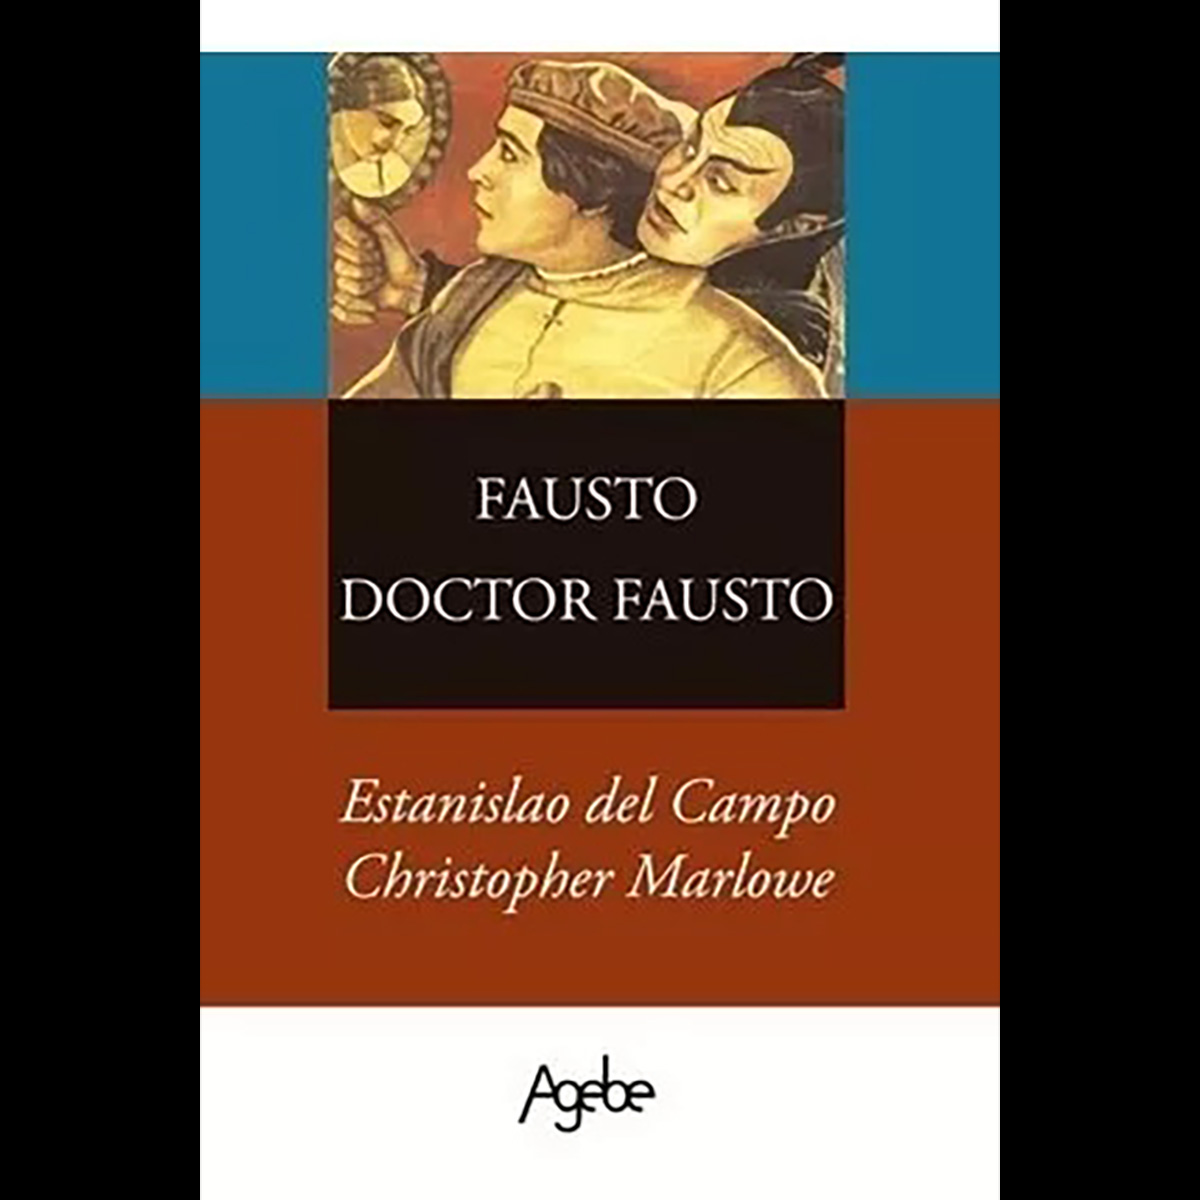 FAUSTO
DOCTOR FAUSTO
Estanislao del Campo
Christopher Marlowe
Agebe